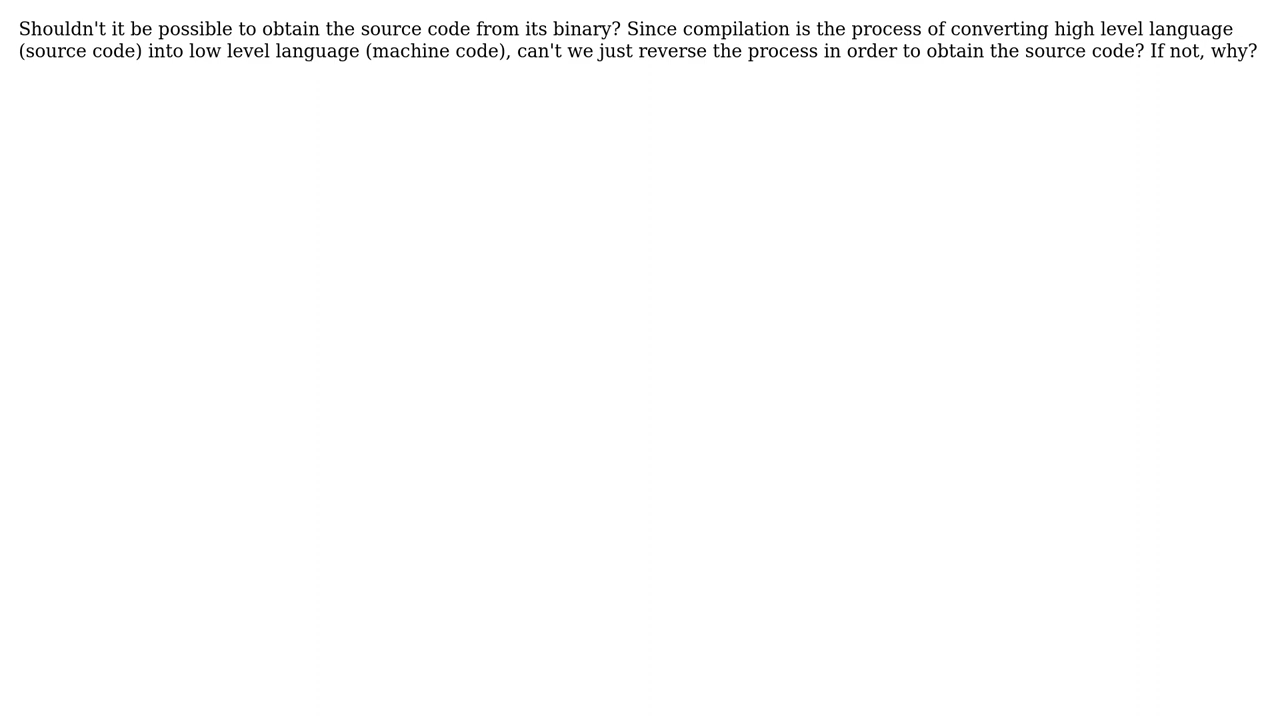 Shouldn't it be possible to obtain the source code from its binary? Since compilation is the process of converting high level language
(source code) into low level language (machine code), can't we just reverse the process in order to obtain the source code? If not, why?